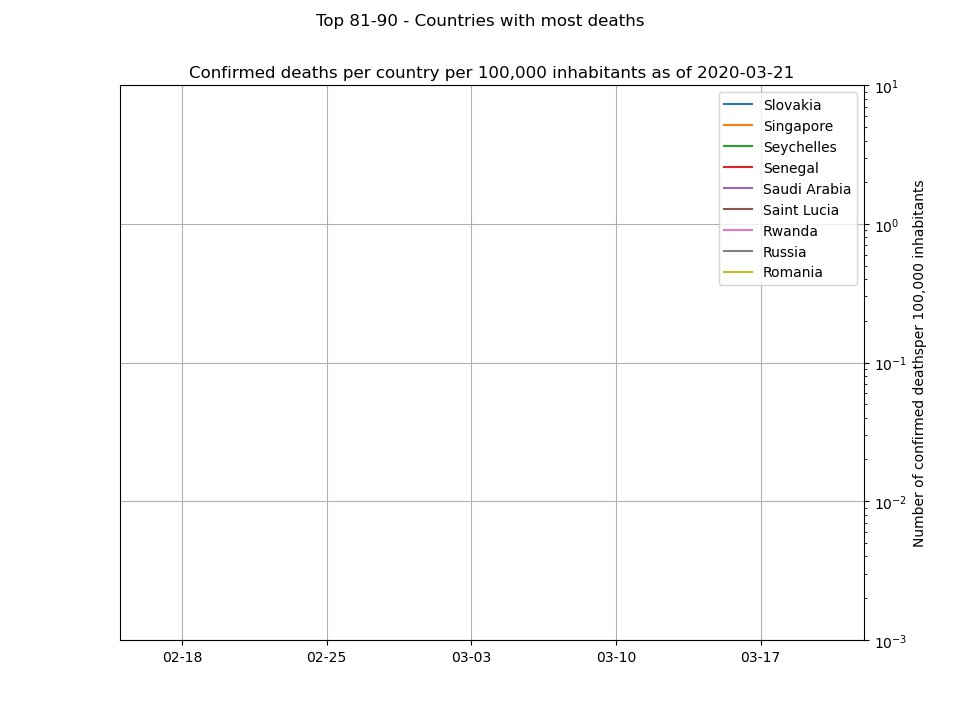 Top 81-90 - Countries with most deaths
Confirmed deaths per country per 100,000 inhabitants as of 2020-03-21
Slovakia
Singapore
Seychelles
Senegal
Saudi Arabia
Saint Lucia
Rwanda
Russia
Romania
10¹
10⁰
10⁻¹
10⁻²
10⁻³
Number of confirmed deathsper 100,000 inhabitants
02-18
02-25
03-03
03-10
03-17